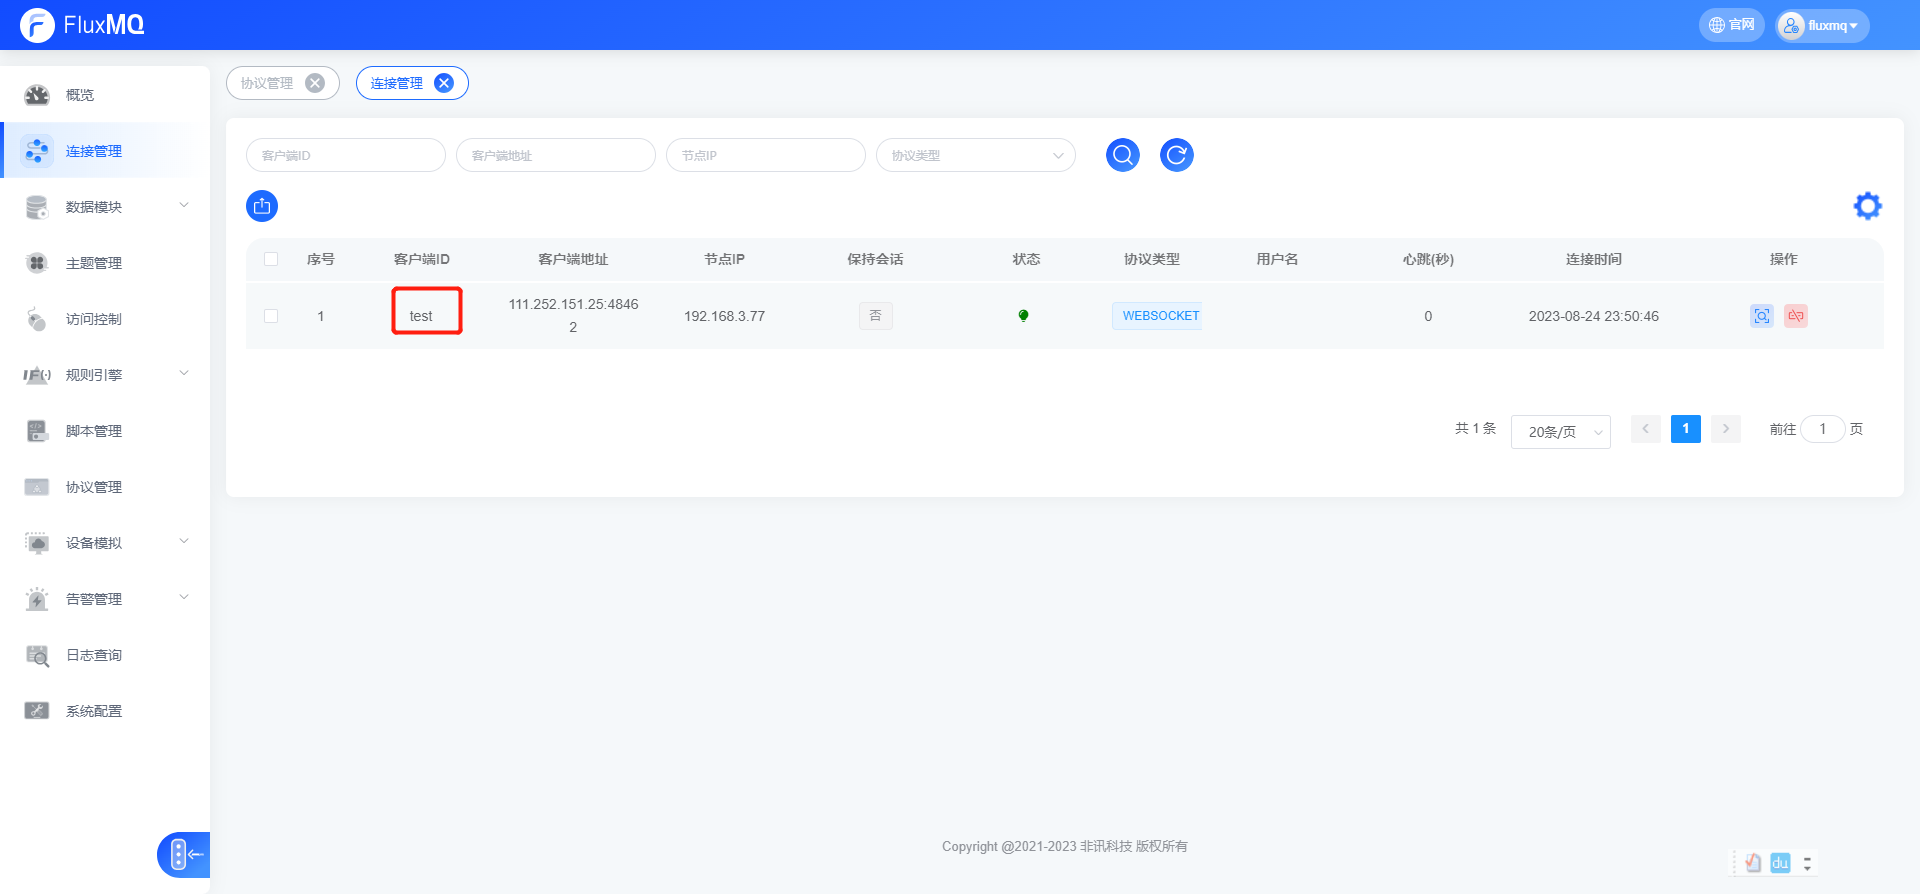 FluxMQ
官网
fluxmq
概览
连接管理
数据模块
主题管理
访问控制
IF(·)
规则引擎
脚本管理
协议管理
设备模拟
告警管理
日志查询
系统配置
协议管理
连接管理
客户端ID
客户端地址
节点IP
协议类型
序号 客户端ID 客户端地址 节点IP 保持会话 状态 协议类型 用户名 心跳(秒) 连接时间 操作
1 test 111.252.151.25:48462 192.168.3.77 否 WEBSOCKET 0 2023-08-24 23:50:46
共 1 条 20条/页 1 前往 1 页
Copyright @2021-2023 非讯科技 版权所有
du